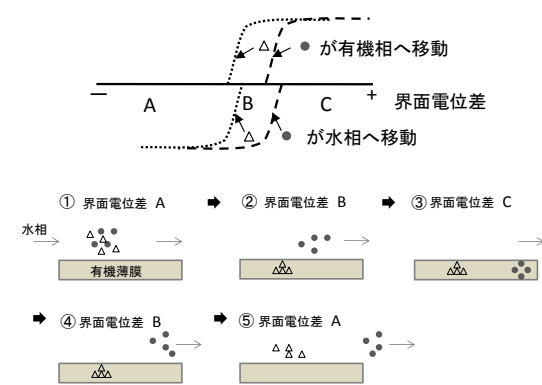 △ ● が有機相へ移動
― A B C + 界面電位差
△ ● が水相へ移動
① 界面電位差 A ➡ ② 界面電位差 B ➡ ③ 界面電位差 C
水相
有機薄膜
➡ ④ 界面電位差 B ➡ ⑤ 界面電位差 A